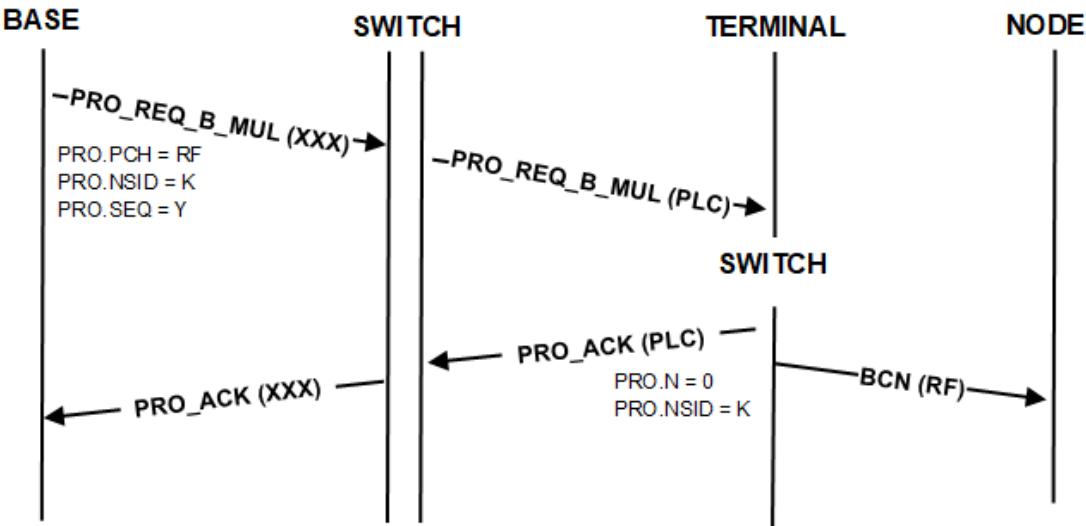 BASE
SWITCH
TERMINAL
NODE
PRO_REQ_B_MUL (XXX)
PRO.PCH = RF
PRO.NSID = K
PRO.SEQ = Y
PRO_REQ_B_MUL (PLC)
SWITCH
PRO_ACK (PLC)
PRO.N = 0
PRO.NSID = K
BCN (RF)
PRO_ACK (XXX)